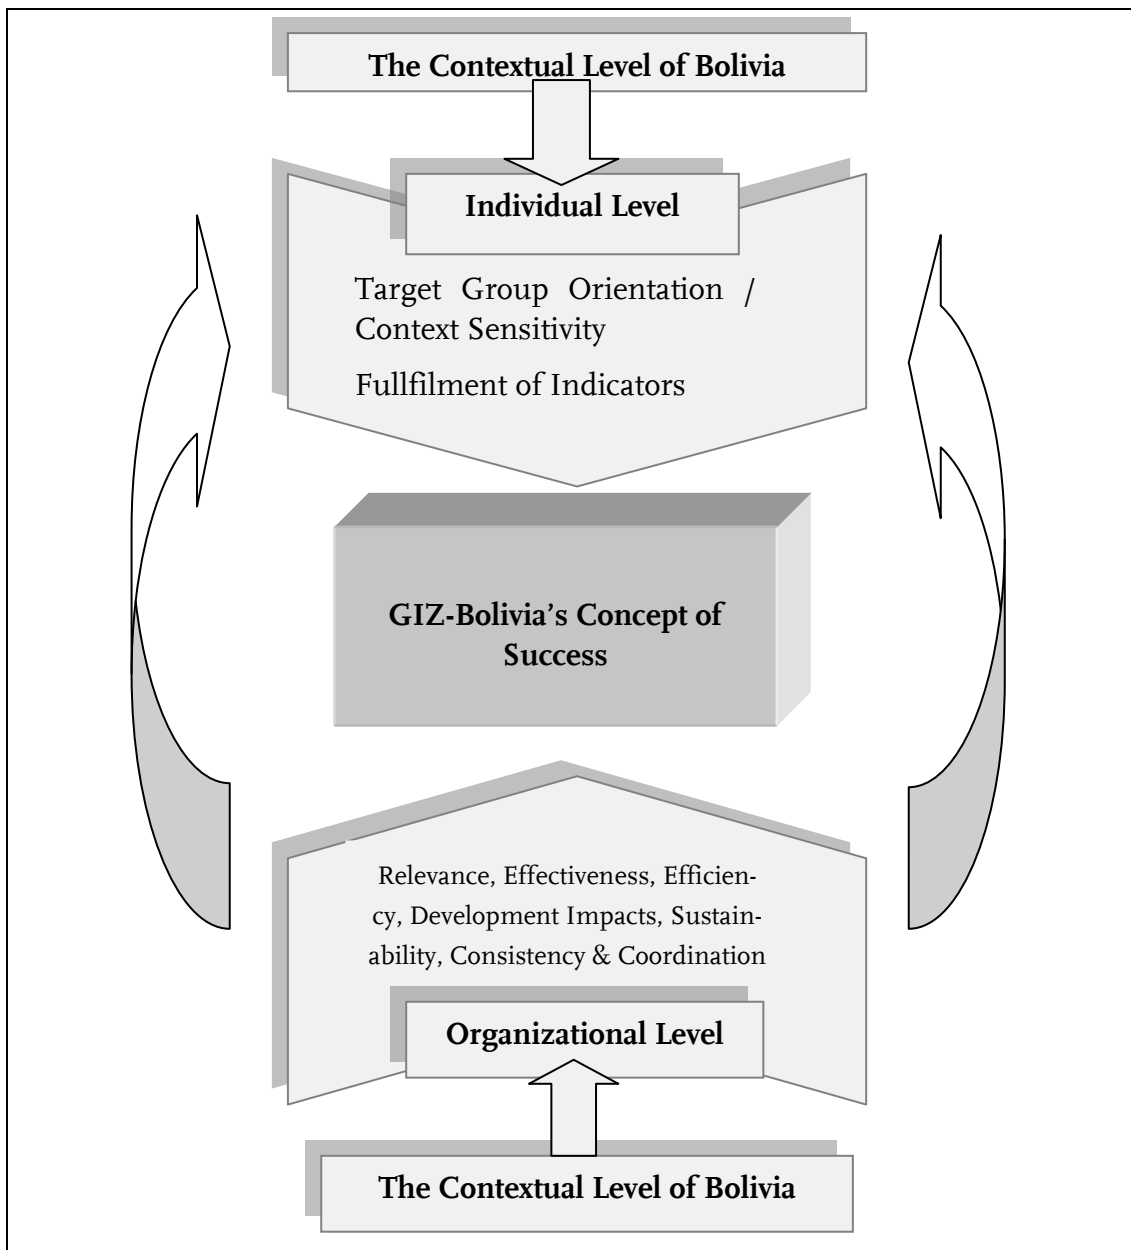 The Contextual Level of Bolivia
Individual Level
Target Group Orientation /
Context Sensitivity
Fullfilment of Indicators
GIZ-Bolivia’s Concept of
Success
Relevance, Effectiveness, Efficien-
cy, Development Impacts, Sustain-
ability, Consistency & Coordination
Organizational Level
The Contextual Level of Bolivia